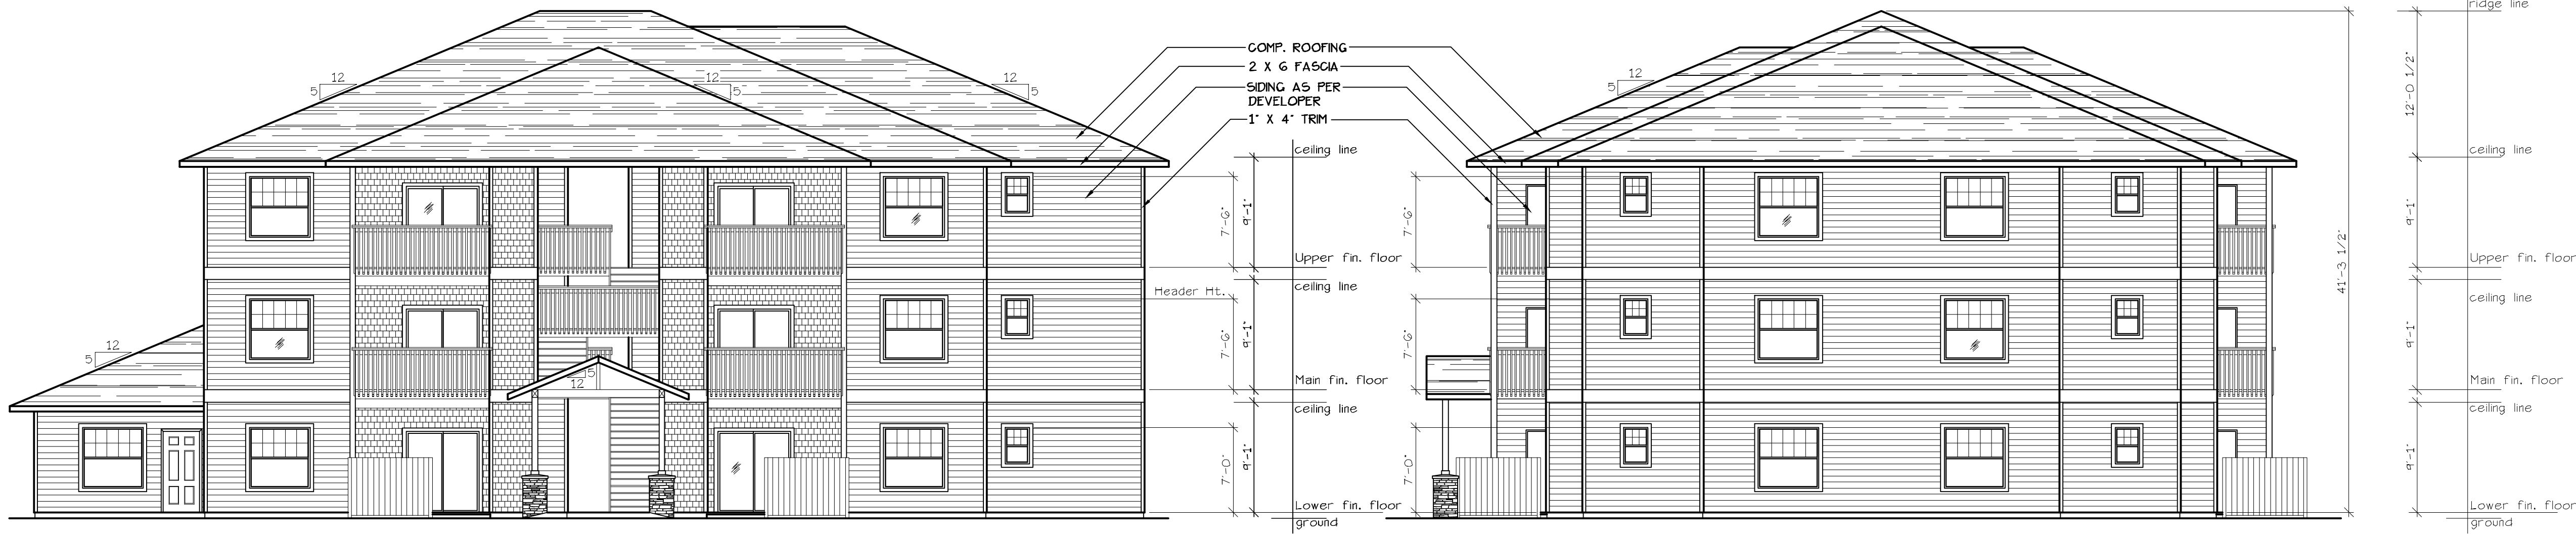 ridge line
COMP. ROOFING
2 X 6 FASCIA
SIDING AS PER
DEVELOPER
1" X 4" TRIM
12
5
12
5
12
5
12
5
12
5
12
5
ceiling line
Upper fin. floor
ceiling line
Header Ht.
Main fin. floor
ceiling line
Lower fin. floor
ground
7'-6"
9'-1"
7'-6"
9'-1"
7'-0"
9'-1"
7'-6"
7'-6"
7'-0"
41'-3 1/2"
12'-0 1/2"
9'-1"
9'-1"
9'-1"
ceiling line
Upper fin. floor
ceiling line
Main fin. floor
ceiling line
Lower fin. floor
ground